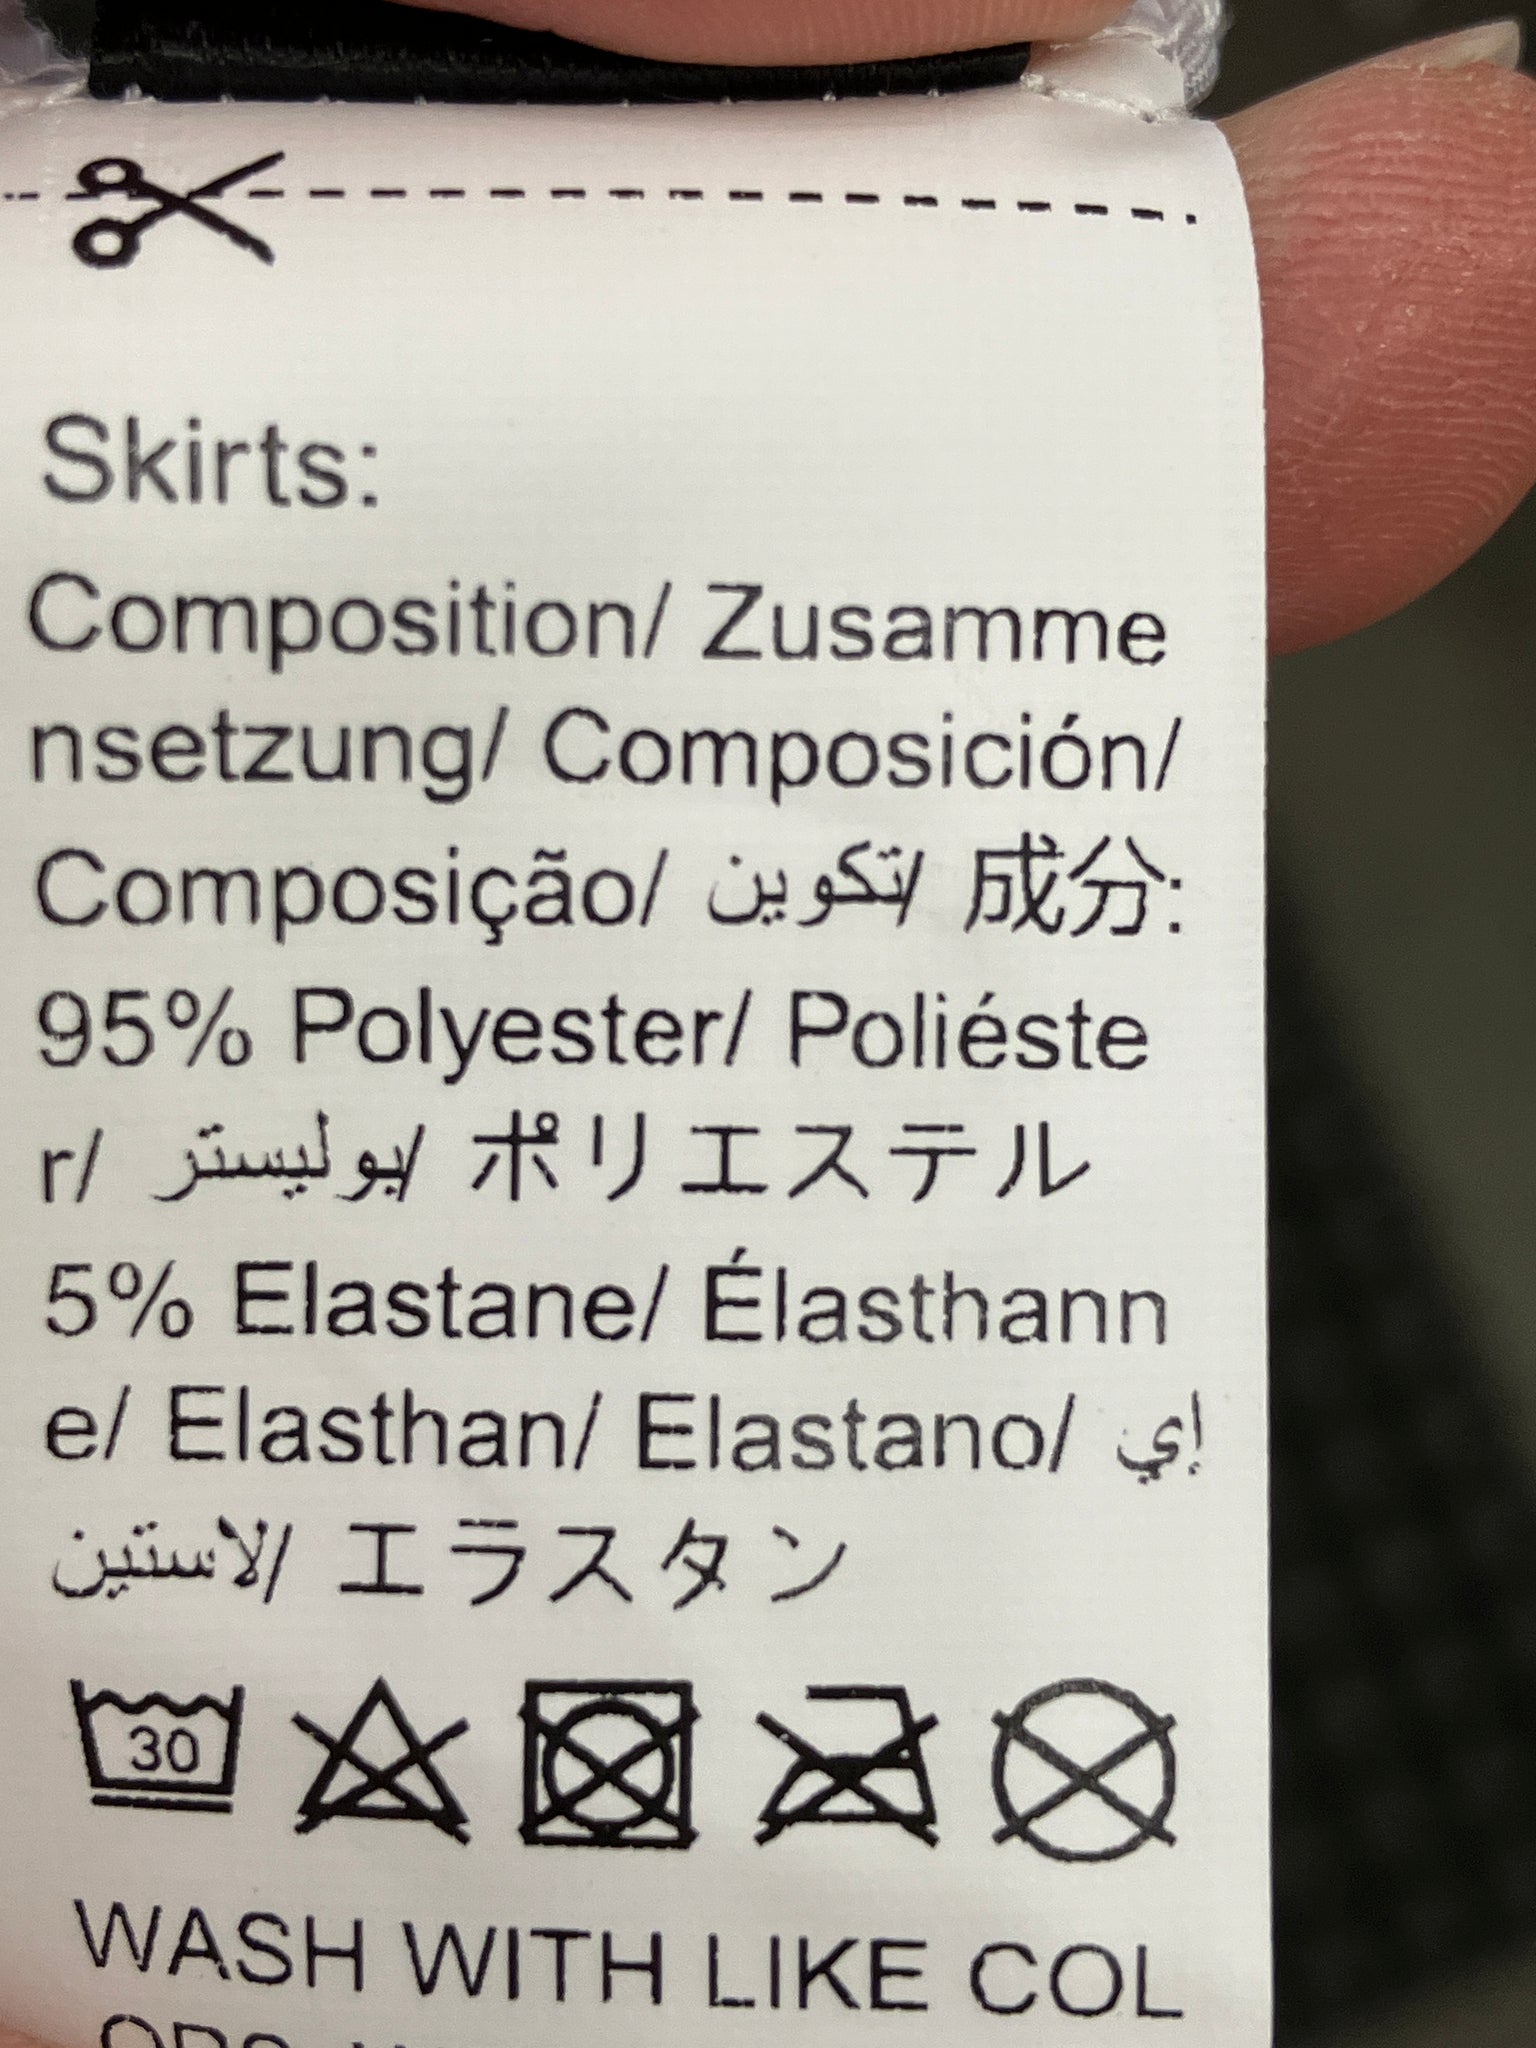 Skirts:
Composition/ Zusamme
nsetzung/ Composición/
Composição/ تكوين/ 成分:
95% Polyester/ Poliéste
r/ بوليستر/ ポリエステル
5% Elastane/ Élasthann
e/ Elasthan/ Elastano/ إي
لاستين/ エラスタン
30
WASH WITH LIKE COL